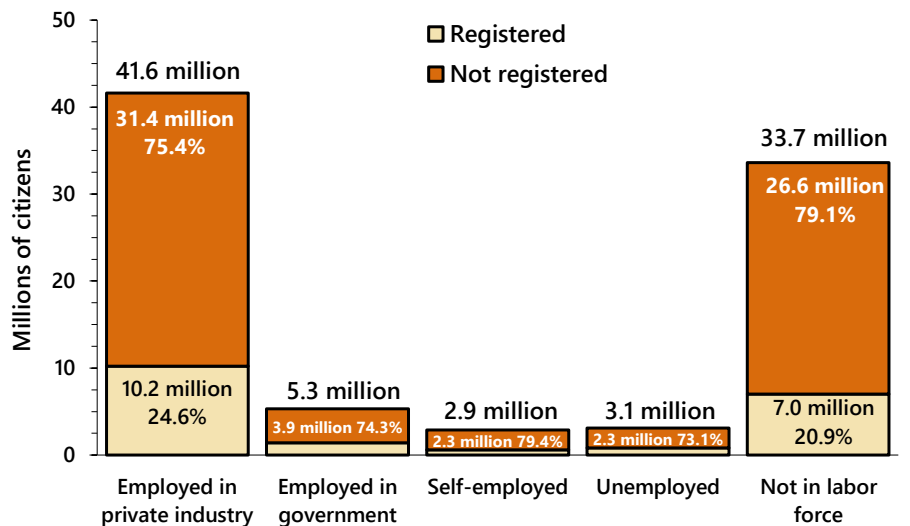 Millions of citizens
50
40
30
20
10
0
Registered
Not registered
41.6 million
31.4 million
75.4%
10.2 million
24.6%
5.3 million
3.9 million 74.3%
2.9 million
2.3 million 79.4%
3.1 million
2.3 million 73.1%
33.7 million
26.6 million
79.1%
7.0 million
20.9%
Employed in
private industry
Employed in
government
Self-employed
Unemployed
Not in labor
force